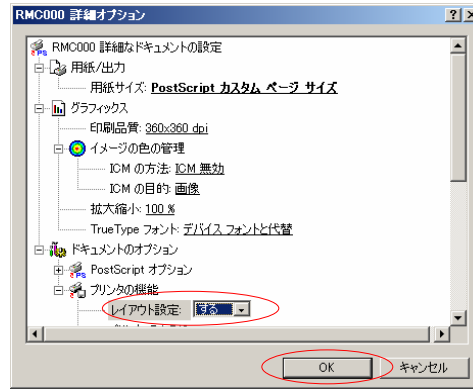 RMC000 詳細オプション
RMC000 詳細なドキュメントの設定
用紙/出力
用紙サイズ: PostScript カスタム ページ サイズ
グラフィックス
印刷品質: 360x360 dpi
イメージの色の管理
ICM の方法: ICM 無効
ICM の目的: 画像
拡大縮小: 100 %
TrueType フォント: デバイス フォントと代替
ドキュメントのオプション
PostScript オプション
プリンタの機能
レイアウト設定: する
OK
キャンセル